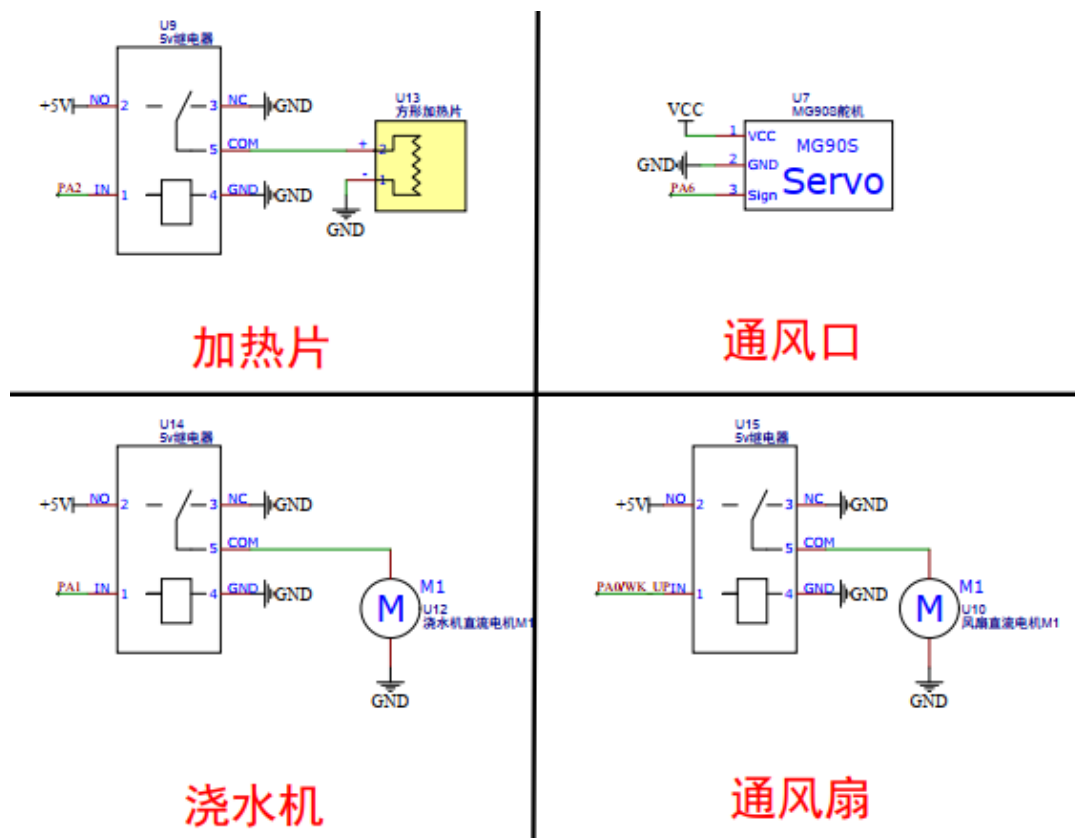 U9
5v继电器
+5V
NO
2
3
NC
GND
5
COM
PA2
IN
1
4
GND
GND
U13
方形加热片
+
2
-
1
GND
加热片
U7
MG908舵机
VCC
1
VCC
MG90S
GND
2
GND
Servo
PA6
3
Sign
通风口
U14
5v继电器
+5V
NO
2
3
NC
GND
5
COM
PA1
IN
1
4
GND
GND
M
M1
U12
浇水机直流电机M1
GND
浇水机
U15
5v继电器
+5V
NO
2
3
NC
GND
5
COM
PA0/WK_UP
IN
1
4
GND
GND
M
M1
U10
风扇直流电机M1
GND
通风扇